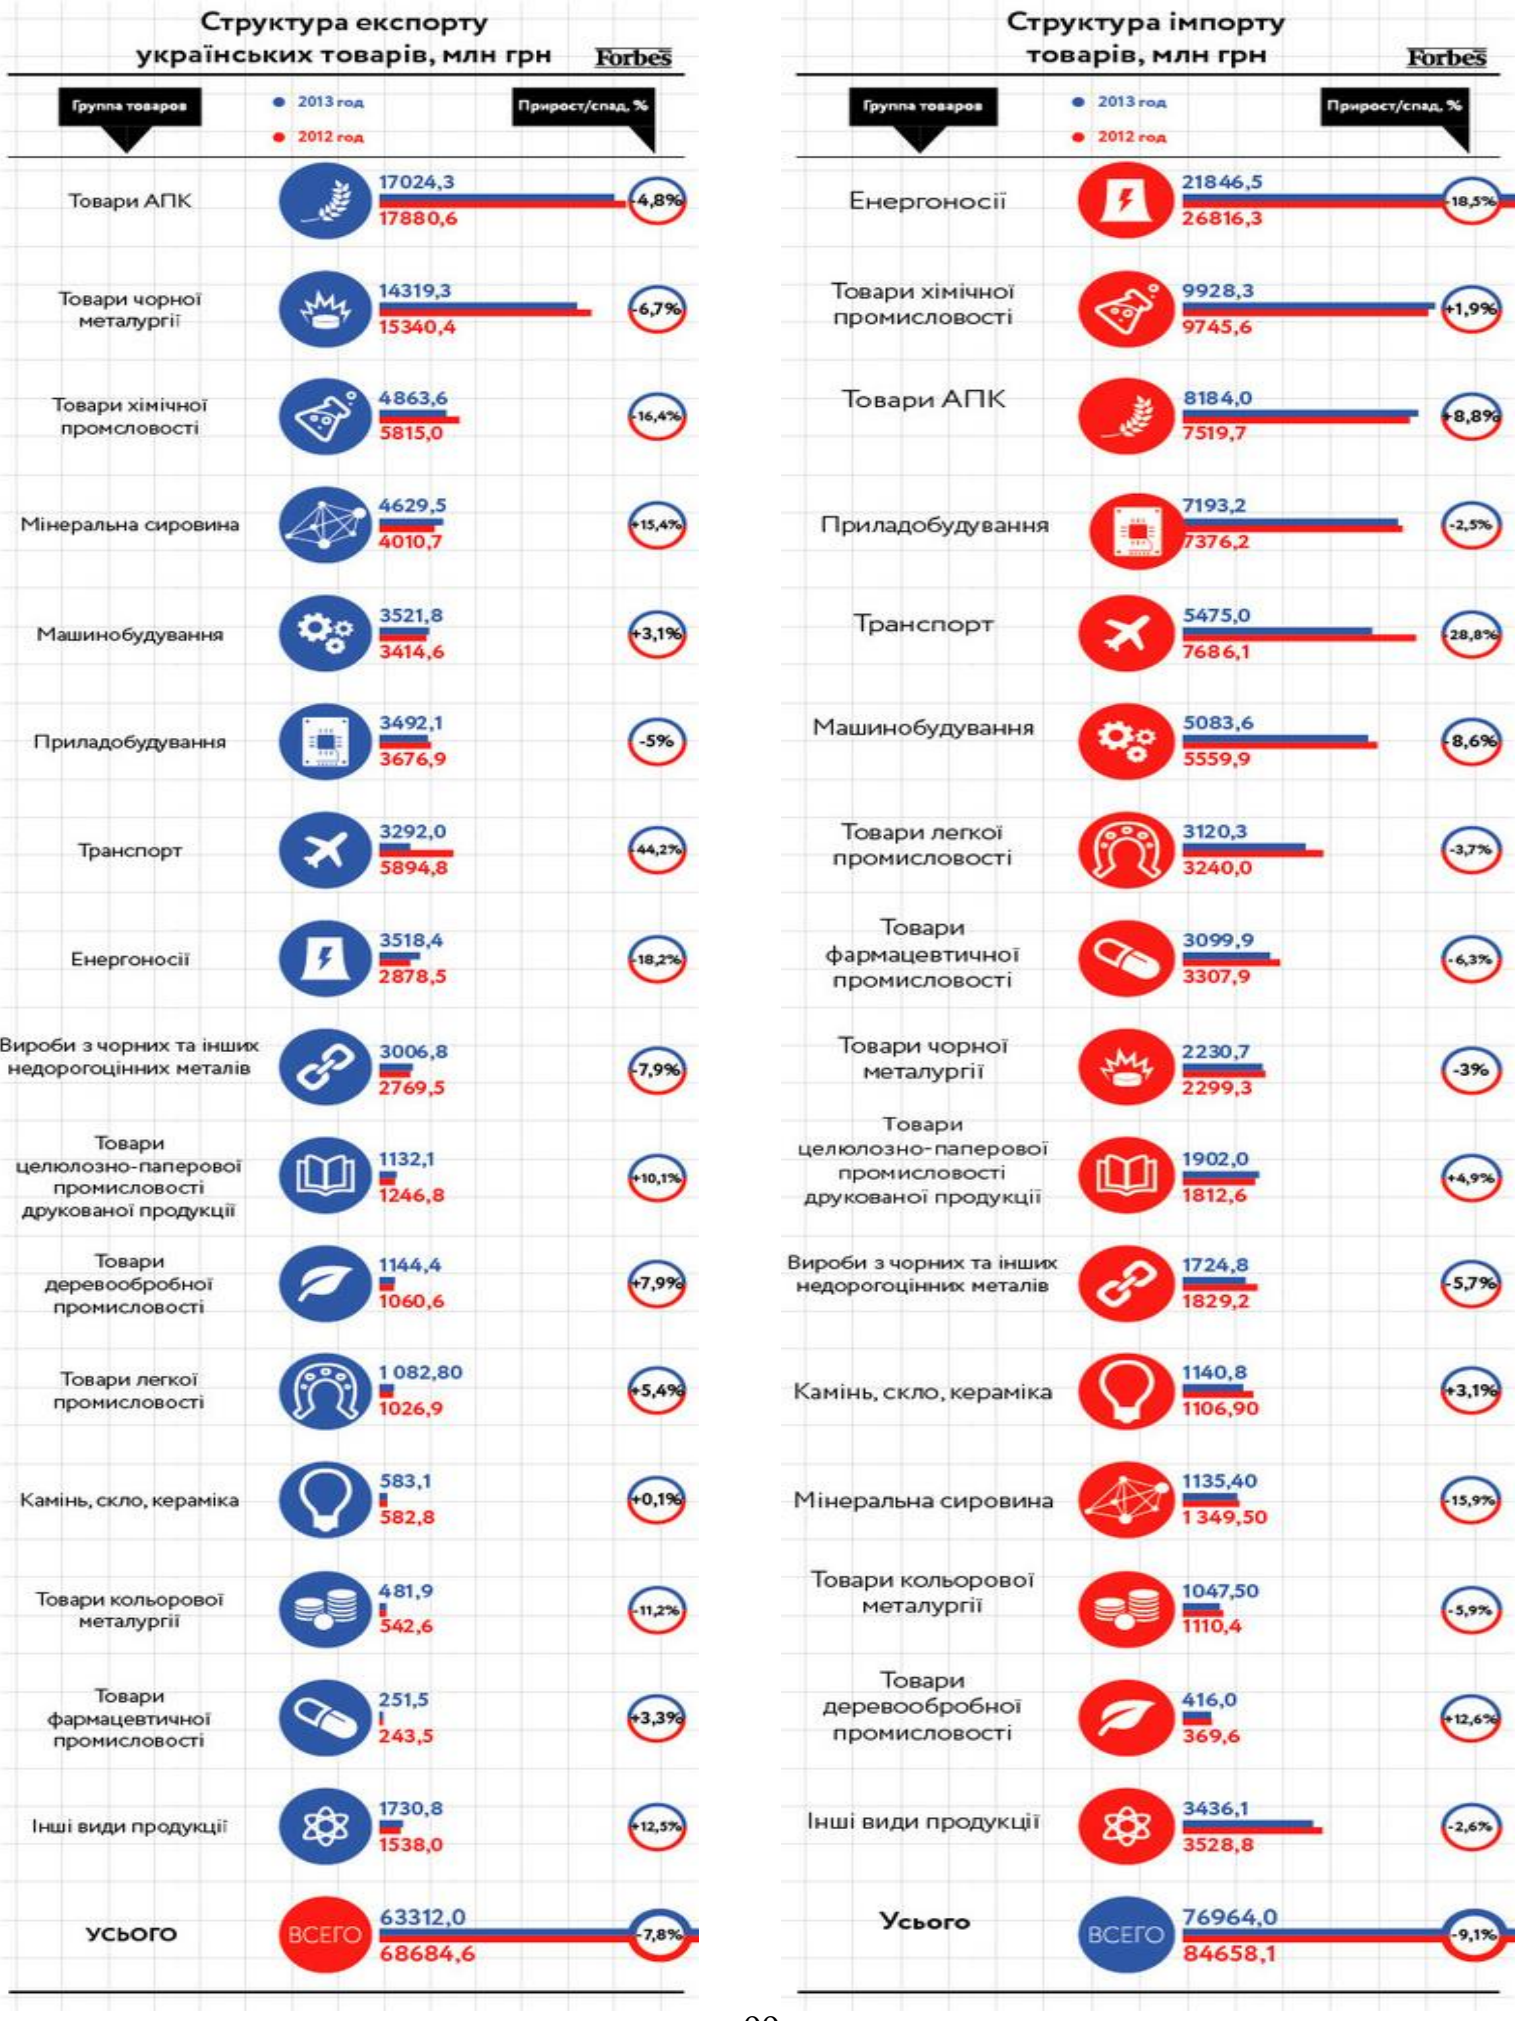 Структура експорту
українських товарів, млн грн
Forbes
Группа товаров
2013 год
2012 год
Прирост/спад, %
Товари АПК
17024,3
17880,6
-4,8%
Товари чорної
металургії
14319,3
15340,4
-6,7%
Товари хімічної
промсловості
4863,6
5815,0
-16,4%
Мінеральна сировина
4629,5
4010,7
+15,4%
Машинобудування
3521,8
3414,6
+3,1%
Приладобудування
3492,1
3676,9
-5%
Транспорт
3292,0
5894,8
-44,2%
Енергоносії
3518,4
2878,5
-18,2%
Вироби з чорних та інших
недорогоцінних металів
3006,8
2769,5
-7,9%
Товари
целюлозно-паперової
промисловості
друкованої продукції
1132,1
1246,8
+10,1%
Товари
деревообробної
промисловості
1144,4
1060,6
+7,9%
Товари легкої
промисловості
1 082,80
1026,9
+5,4%
Камінь, скло, кераміка
583,1
582,8
+0,1%
Товари кольорової
металургії
481,9
542,6
-11,2%
Товари
фармацевтичної
промисловості
251,5
243,5
+3,3%
Інші види продукції
1730,8
1538,0
+12,5%
УСЬОГО
ВСЕГО
63312,0
68684,6
-7,8%
Структура імпорту
товарів, млн грн
Forbes
Группа товаров
2013 год
2012 год
Прирост/спад, %
Енергоносії
21846,5
26816,3
-18,5%
Товари хімічної
промисловості
9928,3
9745,6
+1,9%
Товари АПК
8184,0
7519,7
+8,8%
Приладобудування
7193,2
7376,2
-2,5%
Транспорт
5475,0
7686,1
-28,8%
Машинобудування
5083,6
5559,9
-8,6%
Товари легкої
промисловості
3120,3
3240,0
-3,7%
Товари
фармацевтичної
промисловості
3099,9
3307,9
-6,3%
Товари чорної
металургії
2230,7
2299,3
-3%
Товари
целюлозно-паперової
промисловості
друкованої продукції
1902,0
1812,6
+4,9%
Вироби з чорних та інших
недорогоцінних металів
1724,8
1829,2
-5,7%
Камінь, скло, кераміка
1140,8
1106,90
+3,1%
Мінеральна сировина
1135,40
1 349,50
-15,9%
Товари кольорової
металургії
1047,50
1110,4
-5,9%
Товари
деревообробної
промисловості
416,0
369,6
+12,6%
Інші види продукції
3436,1
3528,8
-2,6%
Усього
ВСЕГО
76964,0
84658,1
-9,1%